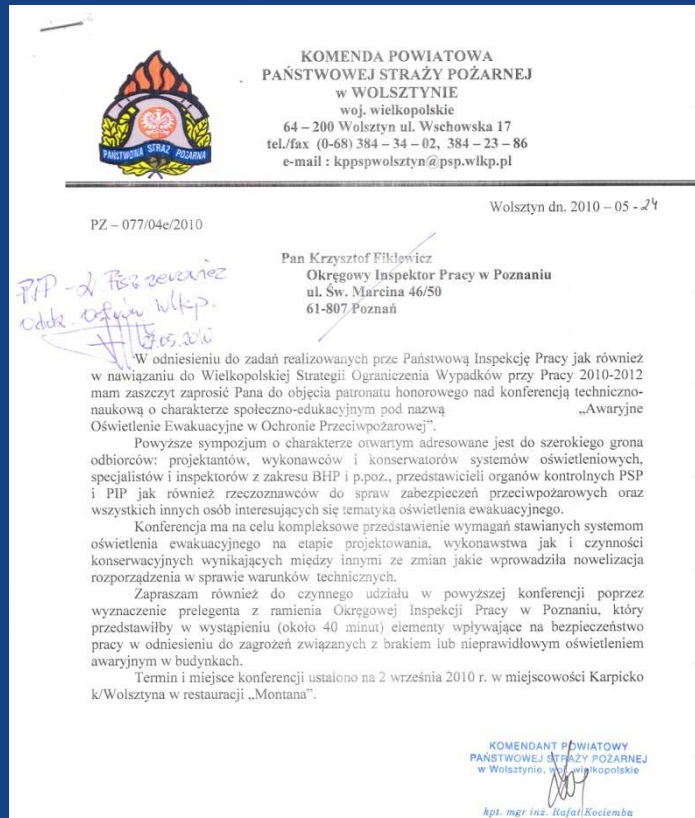 KOMENDA POWIATOWA
PAŃSTWOWEJ STRAŻY POŻARNEJ
w WOLSZTYNIE
woj. wielkopolskie
64 – 200 Wolsztyn ul. Wschowska 17
tel./fax (0-68) 384 – 34 – 02, 384 – 23 – 86
e-mail : kppspwolsztyn@psp.wlkp.pl
PAŃSTWOWA STRAŻ POŻARNA
Wolsztyn dn. 2010 – 05 - 24
PZ – 077/04e/2010
Pan Krzysztof Fiklewicz
Okręgowy Inspektor Pracy w Poznaniu
ul. Św. Marcina 46/50
61-807 Poznań
PIP
Wlkp.
27.05.2010
W odniesieniu do zadań realizowanych prze Państwową Inspekcję Pracy jak również
w nawiązaniu do Wielkopolskiej Strategii Ograniczenia Wypadków przy Pracy 2010-2012
mam zaszczyt zaprosić Pana do objęcia patronatu honorowego nad konferencją techniczno-
naukową o charakterze społeczno-edukacyjnym pod nazwą „Awaryjne
Oświetlenie Ewakuacyjne w Ochronie Przeciwpożarowej”.
Powyższe sympozjum o charakterze otwartym adresowane jest do szerokiego grona
odbiorców: projektantów, wykonawców i konserwatorów systemów oświetleniowych,
specjalistów i inspektorów z zakresu BHP i p.poż., przedstawicieli organów kontrolnych PSP
i PIP jak również rzeczoznawców do spraw zabezpieczeń przeciwpożarowych oraz
wszystkich innych osób interesujących się tematyką oświetlenia ewakuacyjnego.
Konferencja ma na celu kompleksowe przedstawienie wymagań stawianych systemom
oświetlenia ewakuacyjnego na etapie projektowania, wykonawstwa jak i czynności
konserwacyjnych wynikających między innymi ze zmian jakie wprowadziła nowelizacja
rozporządzenia w sprawie warunków technicznych.
Zapraszam również do czynnego udziału w powyższej konferencji poprzez
wyznaczenie prelegenta z ramienia Okręgowej Inspekcji Pracy w Poznaniu, który
przedstawiłby w wystąpieniu (około 40 minut) elementy wpływające na bezpieczeństwo
pracy w odniesieniu do zagrożeń związanych z brakiem lub nieprawidłowym oświetleniem
awaryjnym w budynkach.
Termin i miejsce konferencji ustalono na 2 września 2010 r. w miejscowości Karpicko
k/Wolsztyna w restauracji „Montana”.
KOMENDANT POWIATOWY
PAŃSTWOWEJ STRAŻY POŻARNEJ
w Wolsztynie, woj. wielkopolskie
kpt. mgr inż. Rafał Kociemba